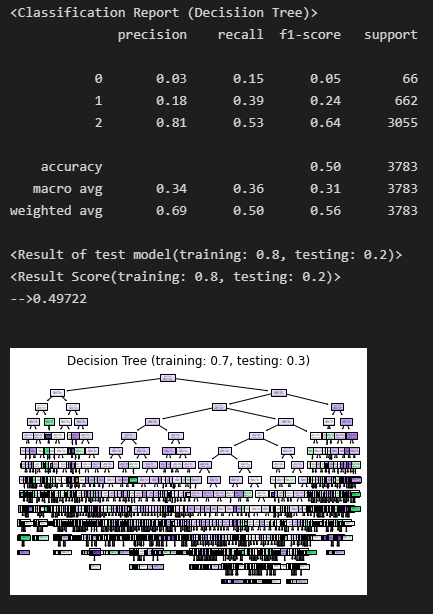 <Classification Report (Decisiion Tree)>
precision recall f1-score support
0 0.03 0.15 0.05 66
1 0.18 0.39 0.24 662
2 0.81 0.53 0.64 3055
accuracy 0.50 3783
macro avg 0.34 0.36 0.31 3783
weighted avg 0.69 0.50 0.56 3783
<Result of test model(training: 0.8, testing: 0.2)>
<Result Score(training: 0.8, testing: 0.2)>
-->0.49722
Decision Tree (training: 0.7, testing: 0.3)